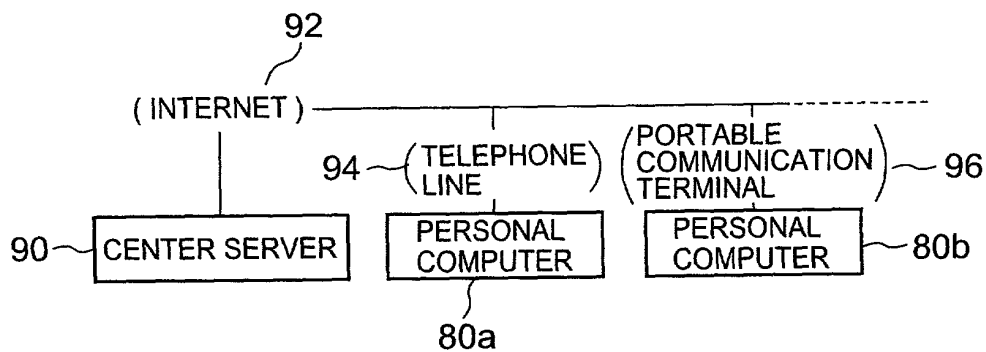 92
( INTERNET )
94 ( TELEPHONE LINE )
( PORTABLE COMMUNICATION TERMINAL ) 96
90 CENTER SERVER
PERSONAL COMPUTER
80a
PERSONAL COMPUTER
80b